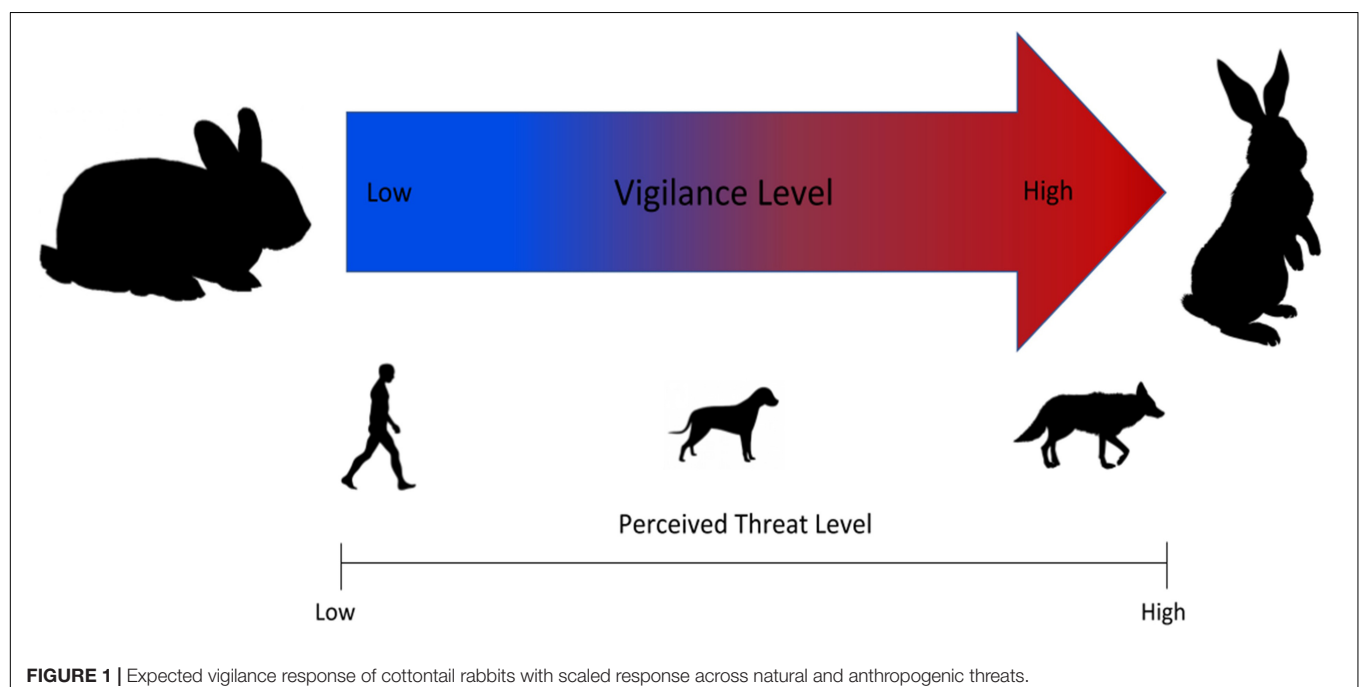 Low Vigilance Level High
Perceived Threat Level
Low High
FIGURE 1 | Expected vigilance response of cottontail rabbits with scaled response across natural and anthropogenic threats.